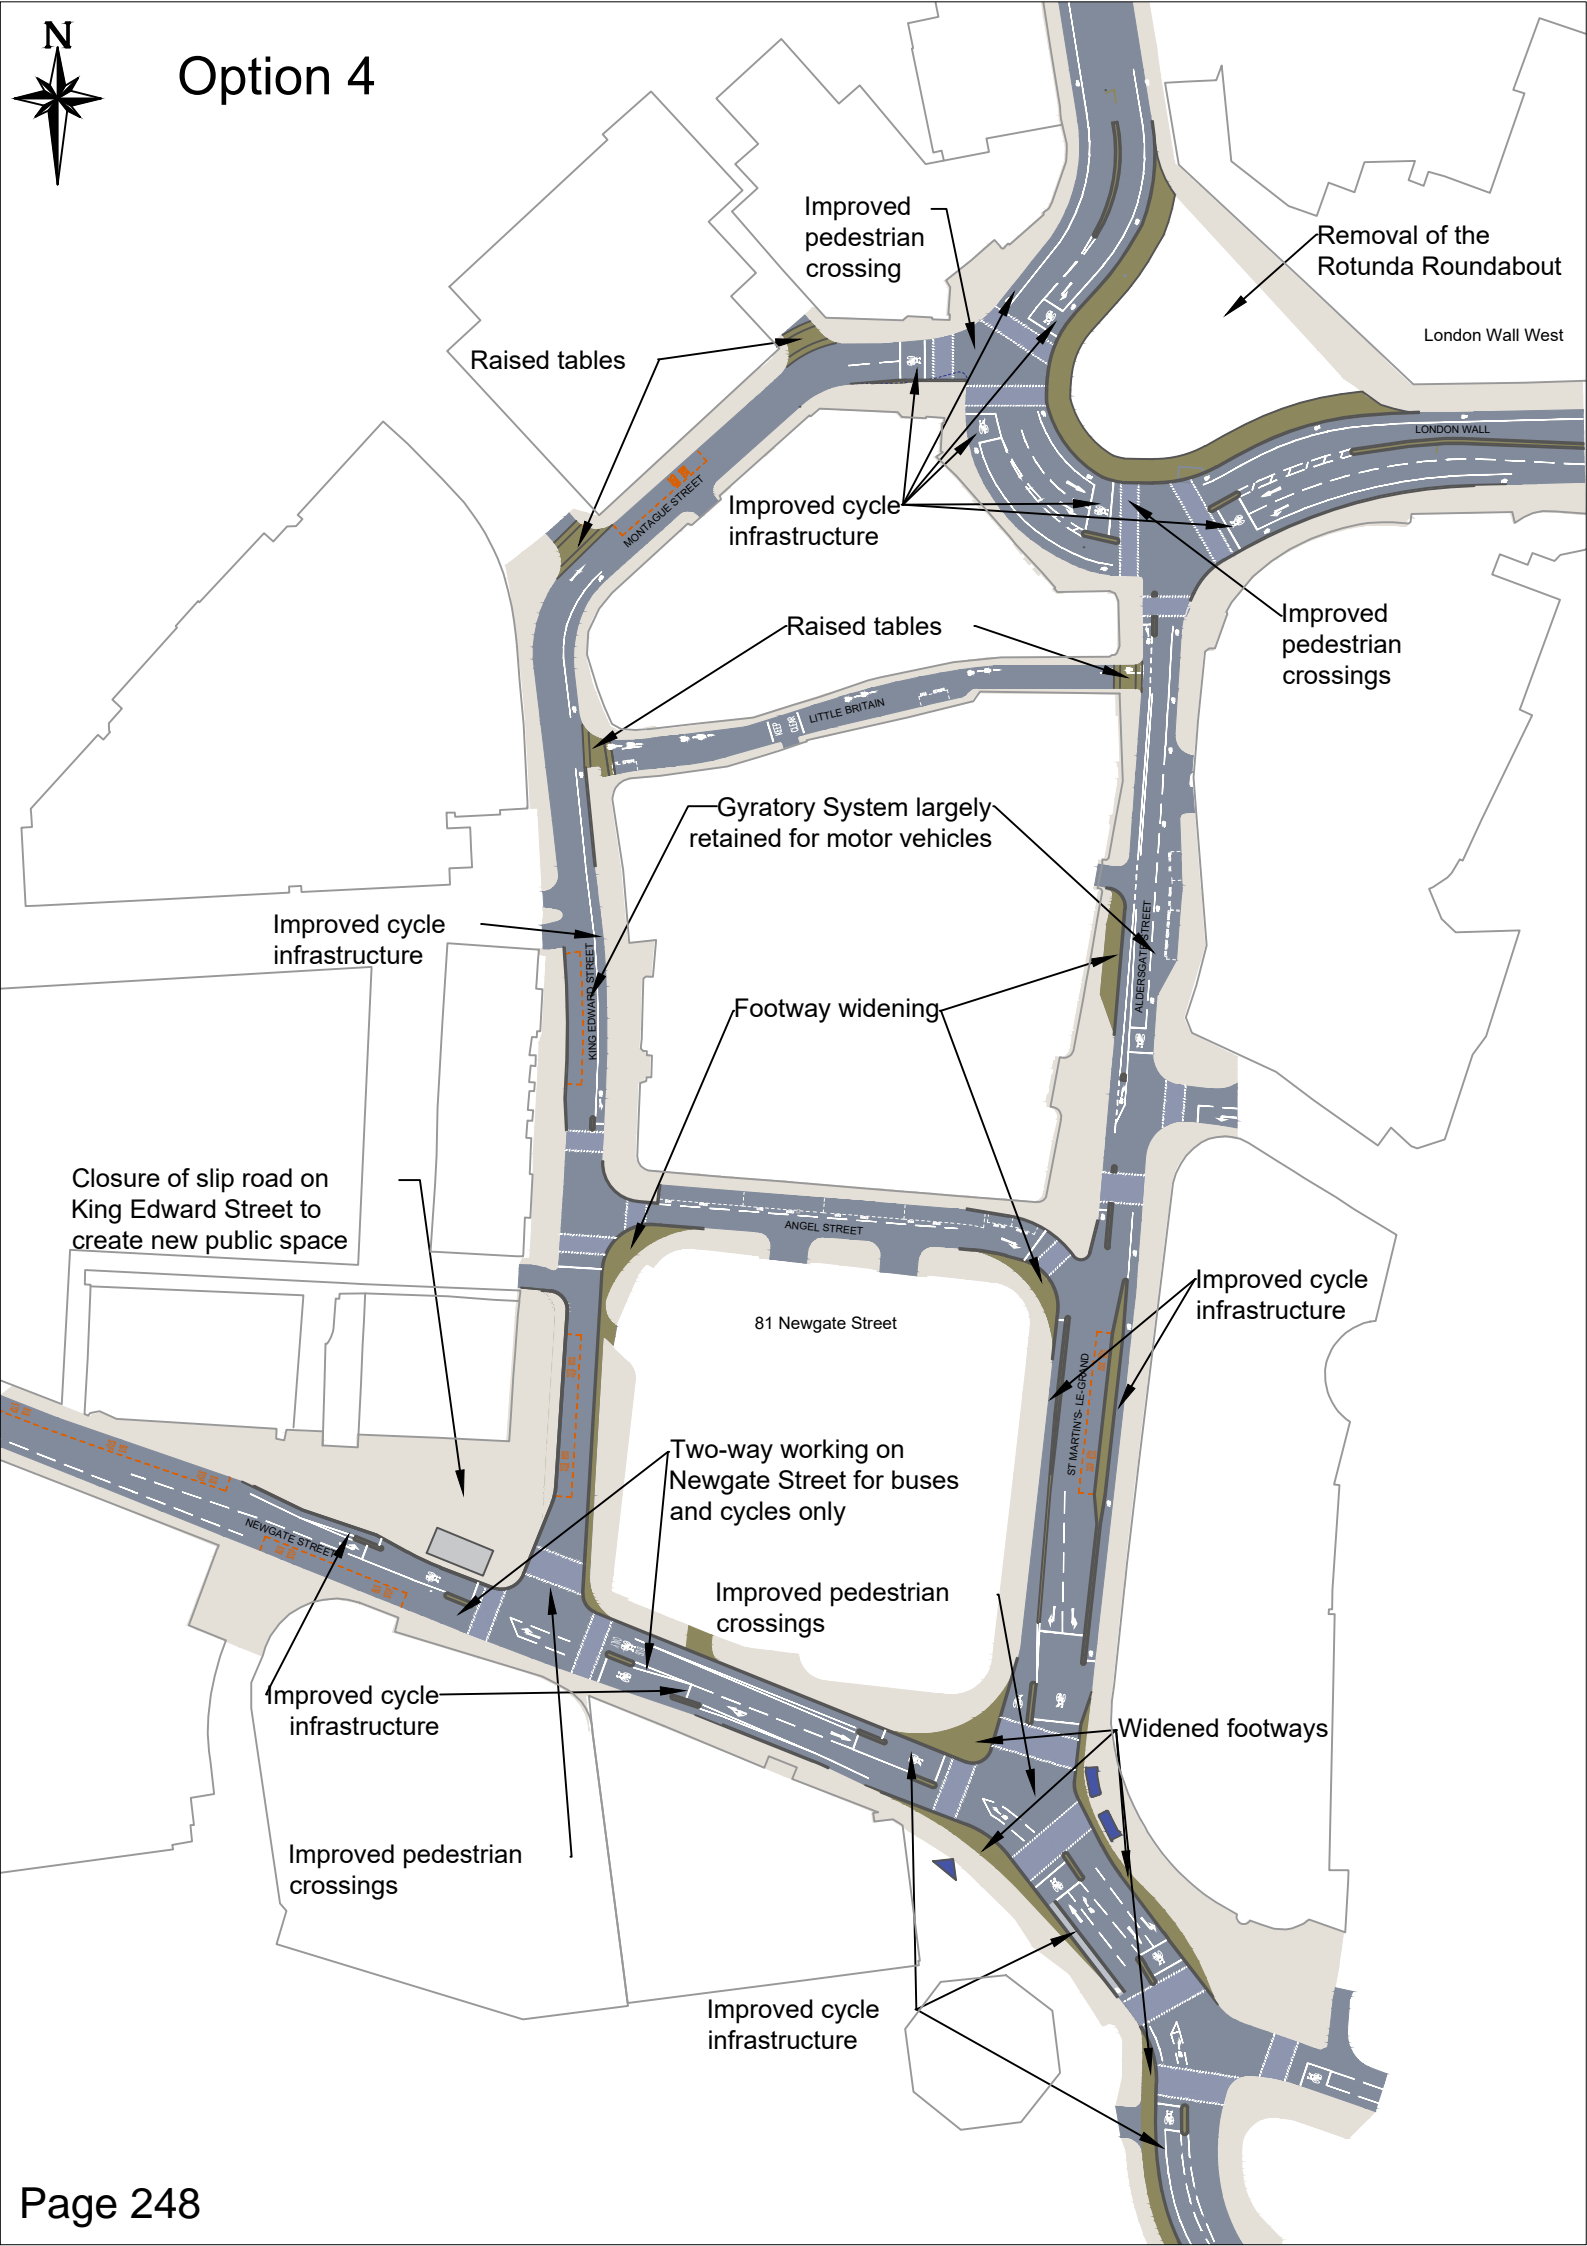 N
Option 4
Improved
pedestrian
crossing
Removal of the
Rotunda Roundabout
London Wall West
Raised tables
LONDON WALL
MONTAGUE STREET
Improved cycle
infrastructure
Improved
pedestrian
crossings
Raised tables
LITTLE BRITAIN
KEEP
CLEAR
Gyratory System largely
retained for motor vehicles
Improved cycle
infrastructure
KING EDWARD STREET
ALDERSGATE STREET
Footway widening
Closure of slip road on
King Edward Street to
create new public space
ANGEL STREET
Improved cycle
infrastructure
81 Newgate Street
ST MARTIN'S- LE-GRAND
Two-way working on
Newgate Street for buses
and cycles only
NEWGATE STREET
Improved pedestrian
crossings
Improved cycle
infrastructure
Widened footways
Improved pedestrian
crossings
Improved cycle
infrastructure
Page 248